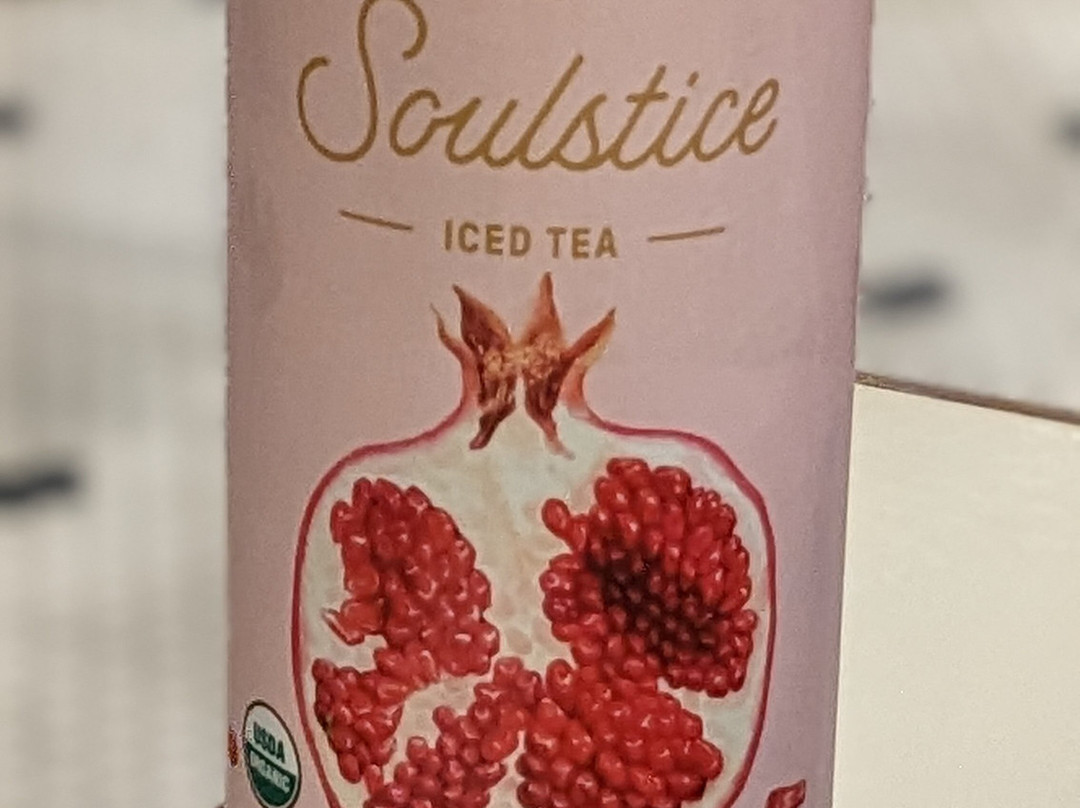 Soulstice
ICED TEA
USDA
ORGANIC